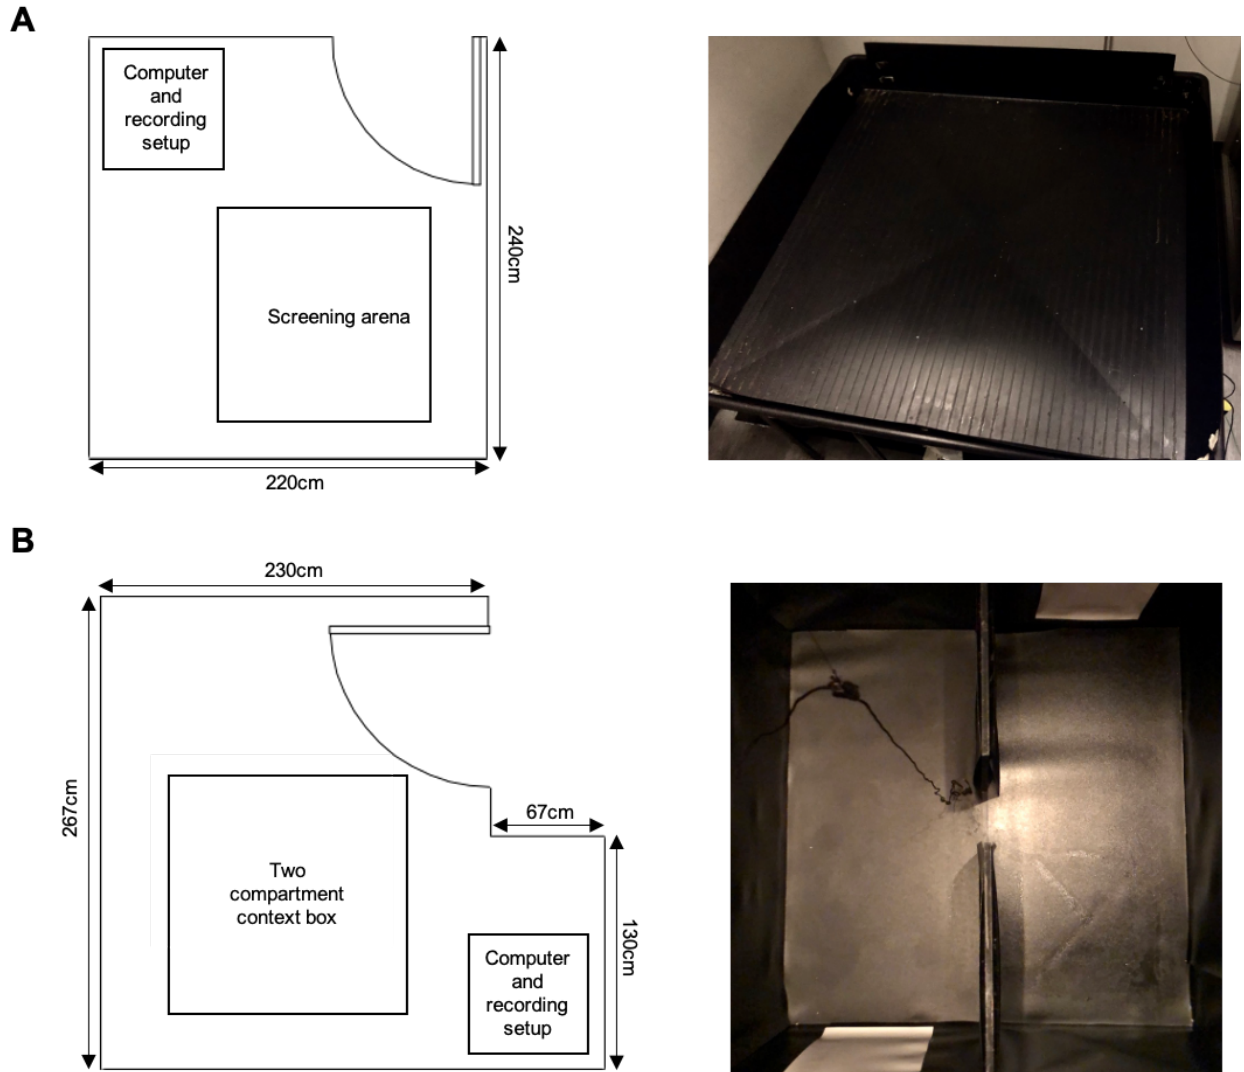 A
Computer
and
recording
setup
240cm
Screening arena
220cm
B
230cm
267cm
67cm
Two
compartment
context box
130cm
Computer
and
recording
setup